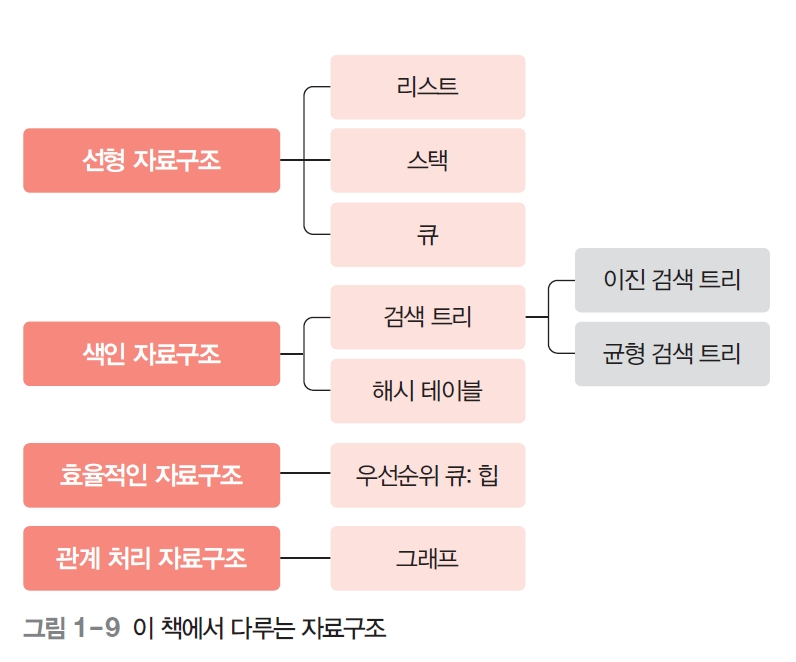 선형 자료구조
리스트
스택
큐
색인 자료구조
검색 트리
이진 검색 트리
균형 검색 트리
해시 테이블
효율적인 자료구조
우선순위 큐: 힙
관계 처리 자료구조
그래프
그림 1-9 이 책에서 다루는 자료구조